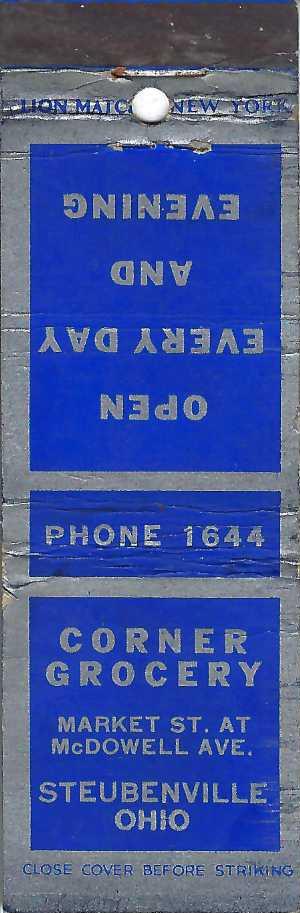 LION MATC NEW YORK
OPEN
EVERY DAY
AND
EVENING
PHONE 1644
CORNER
GROCERY
MARKET ST. AT
McDOWELL AVE.
STEUBENVILLE
OHIO
CLOSE COVER BEFORE STRIKING